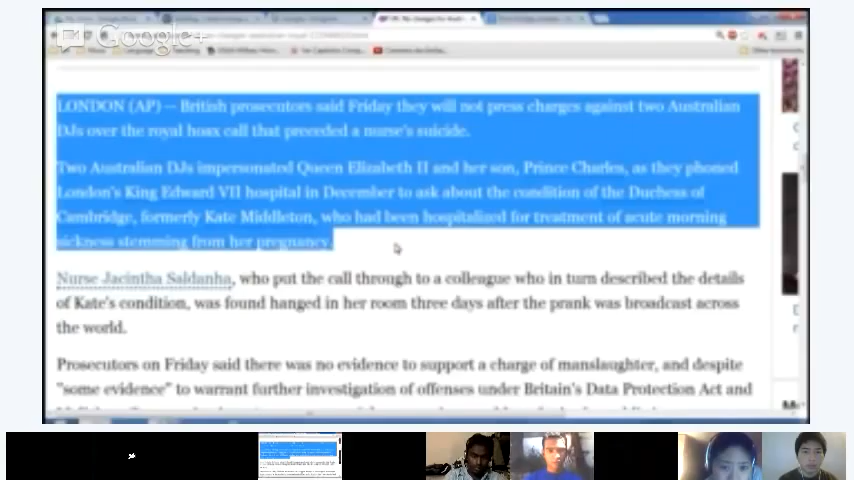 Google+
LONDON (AP) — British prosecutors said Friday they will not press charges against two Australian
DJs over the royal hoax call that preceded a nurse's suicide.
Two Australian DJs impersonated Queen Elizabeth II and her son, Prince Charles, as they phoned
London's King Edward VII hospital in December to ask about the condition of the Duchess of
Cambridge, formerly Kate Middleton, who had been hospitalized for treatment of acute morning
sickness stemming from her pregnancy.
Nurse Jacintha Saldanha, who put the call through to a colleague who in turn described the details
of Kate's condition, was found hanged in her room three days after the prank was broadcast across
the world.
Prosecutors on Friday said there was no evidence to support a charge of manslaughter, and despite
"some evidence" to warrant further investigation of offenses under Britain's Data Protection Act and